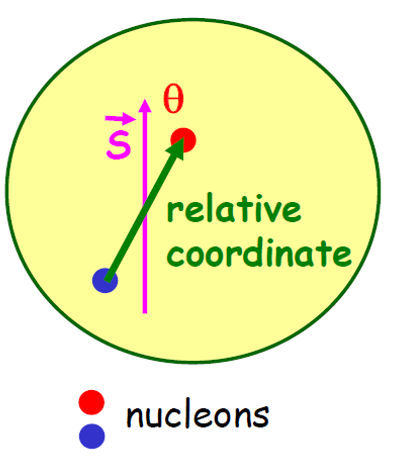 θ
S
relative
coordinate
nucleons